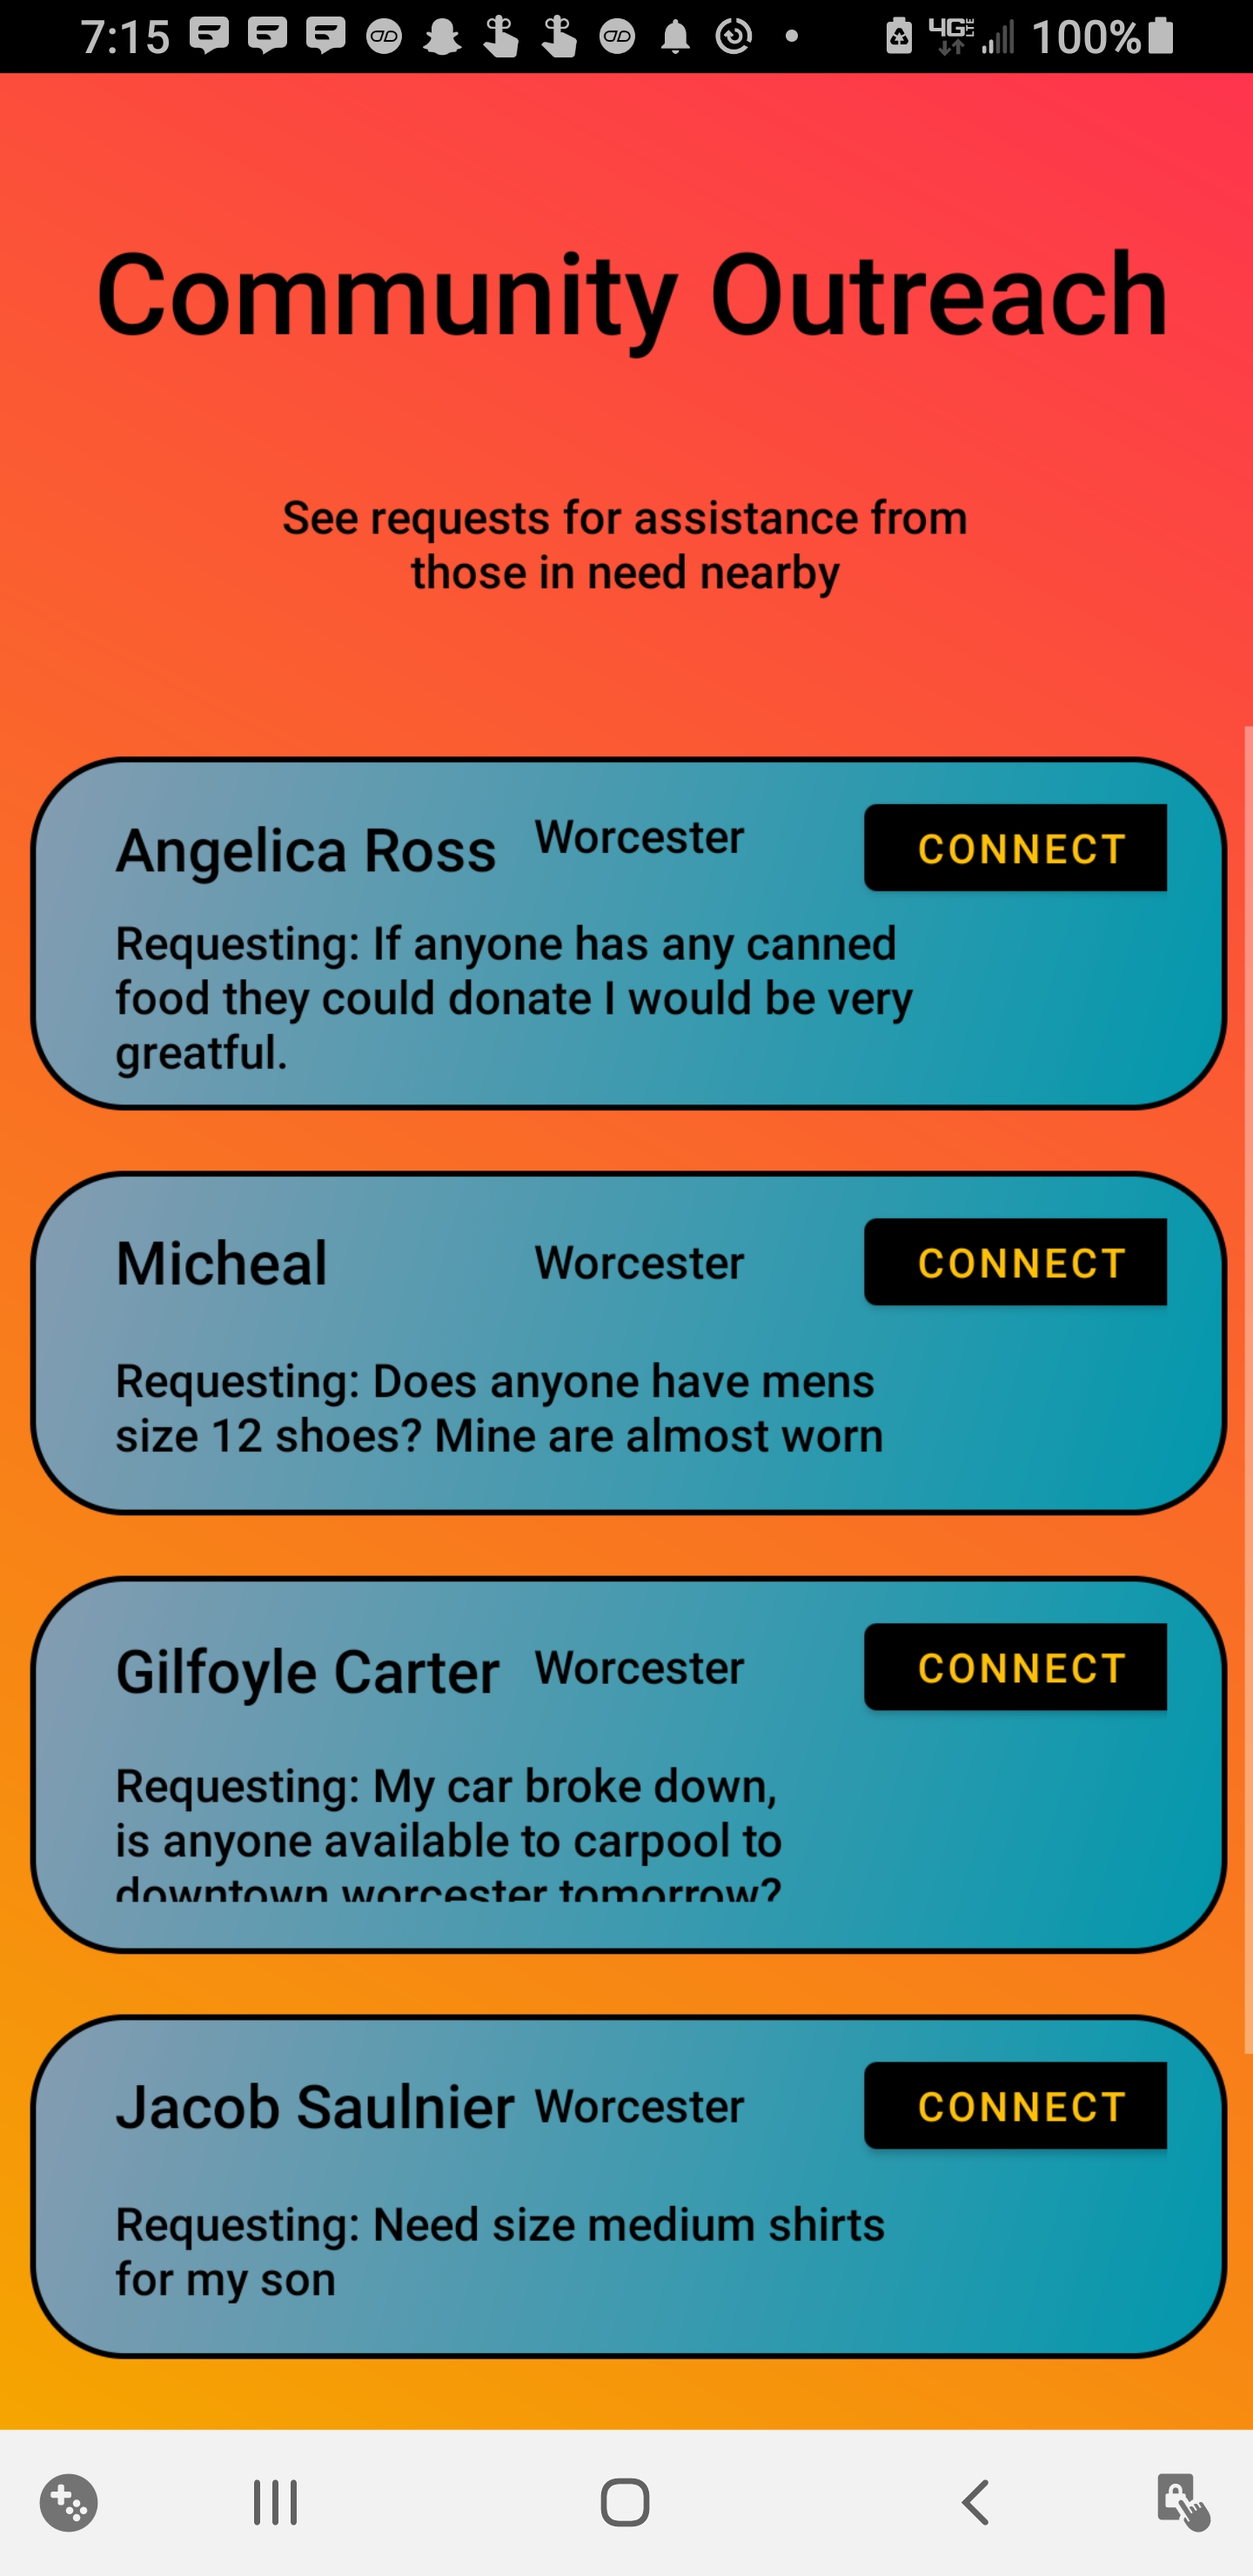 7:15 4G LTE 100%
Community Outreach
See requests for assistance from
those in need nearby
Angelica Ross Worcester CONNECT
Requesting: If anyone has any canned
food they could donate I would be very
greatful.
Micheal Worcester CONNECT
Requesting: Does anyone have mens
size 12 shoes? Mine are almost worn
Gilfoyle Carter Worcester CONNECT
Requesting: My car broke down,
is anyone available to carpool to
downtown worcester tomorrow?
Jacob Saulnier Worcester CONNECT
Requesting: Need size medium shirts
for my son